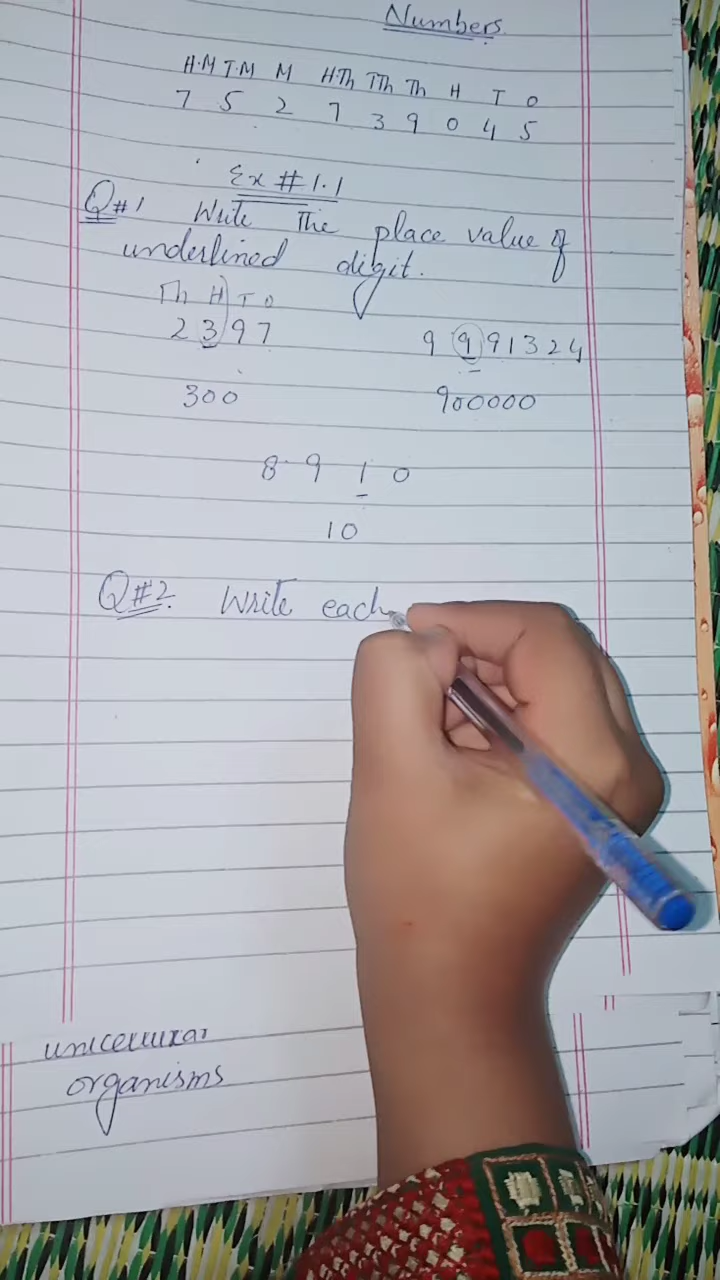 Numbers
H.M T.M M H.Th T.Th Th H T O
7 5 2 7 3 9 0 4 5
Ex # 1.1
Q#1 Write The place value of
underlined digit.
Th H T O
2 3 9 7
9 9 9 1 3 2 4
300
900000
8 9 1 0
10
Q#2. Write each
unicellular
organisms